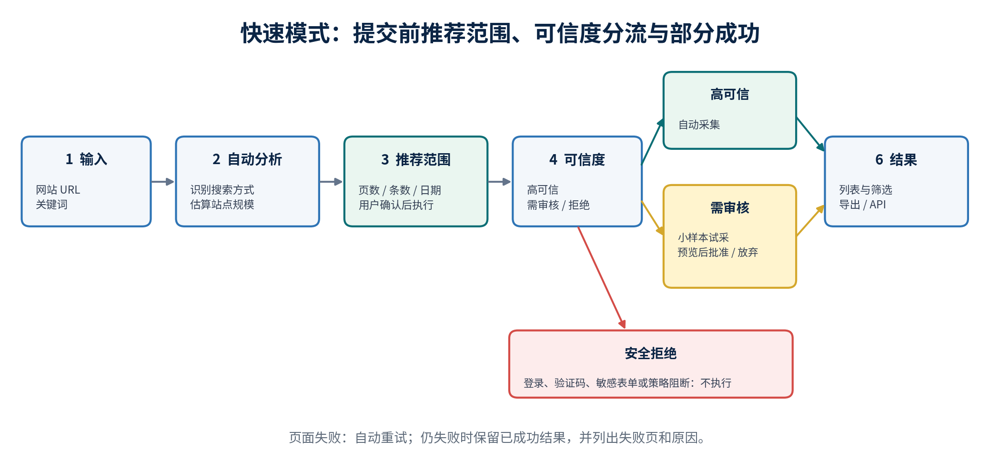 快速模式：提交前推荐范围、可信度分流与部分成功
1 输入
网站 URL
关键词
2 自动分析
识别搜索方式
估算站点规模
3 推荐范围
页数 / 条数 / 日期
用户确认后执行
4 可信度
高可信
需审核 / 拒绝
高可信
自动采集
需审核
小样本试采
预览后批准 / 放弃
6 结果
列表与筛选
导出 / API
安全拒绝
登录、验证码、敏感表单或策略阻断：不执行
页面失败：自动重试；仍失败时保留已成功结果，并列出失败页和原因。